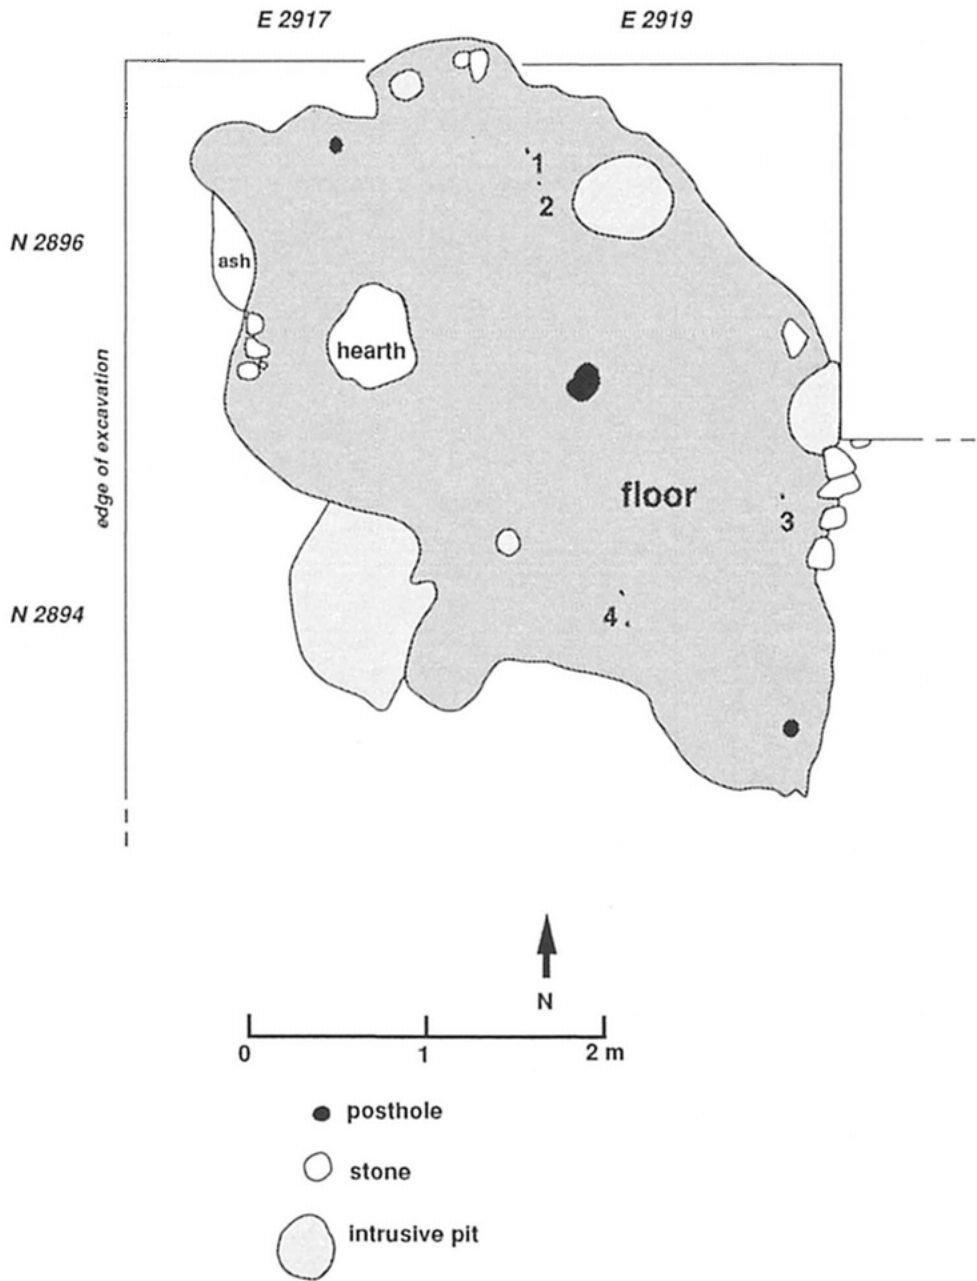 E 2917
E 2919
1
2
N 2896
ash
hearth
edge of excavation
floor
3
N 2894
4
N
0
1
2 m
posthole
stone
intrusive pit